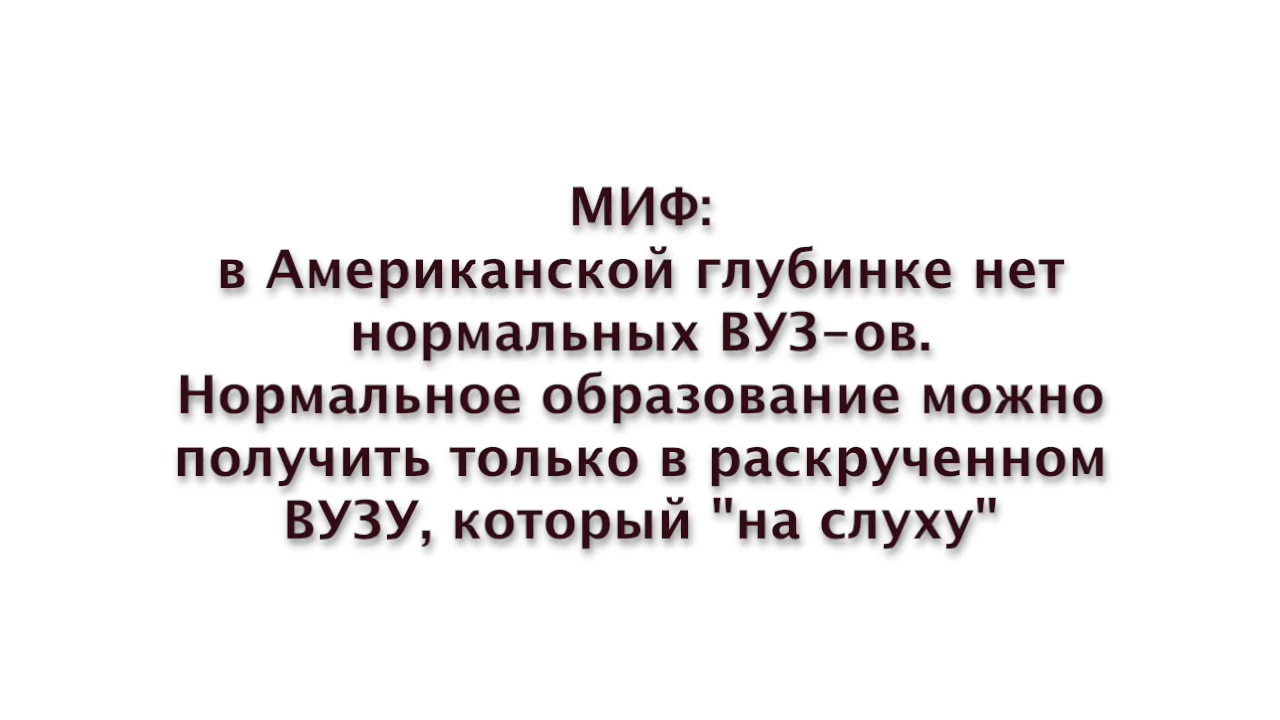 МИФ:
в Американской глубинке нет
нормальных ВУЗ-ов.
Нормальное образование можно
получить только в раскрученном
ВУЗУ, который "на слуху"